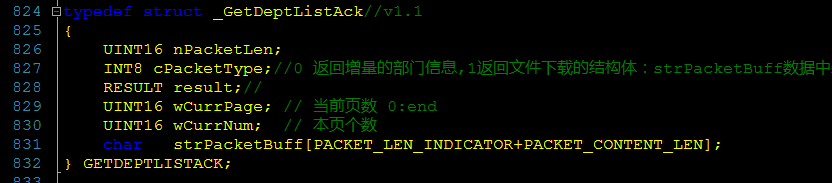 824 typedef struct _GetDeptListAck//v1.1
825 {
826 UINT16 nPacketLen;
827 INT8 cPacketType;//0 返回增量的部门信息,1返回文件下载的结构体：strPacketBuff数据中
828 RESULT result;//
829 UINT16 wCurrPage; // 当前页数 0:end
830 UINT16 wCurrNum;  // 本页个数
831 char   strPacketBuff[PACKET_LEN_INDICATOR+PACKET_CONTENT_LEN];
832 } GETDEPTLISTACK;
833